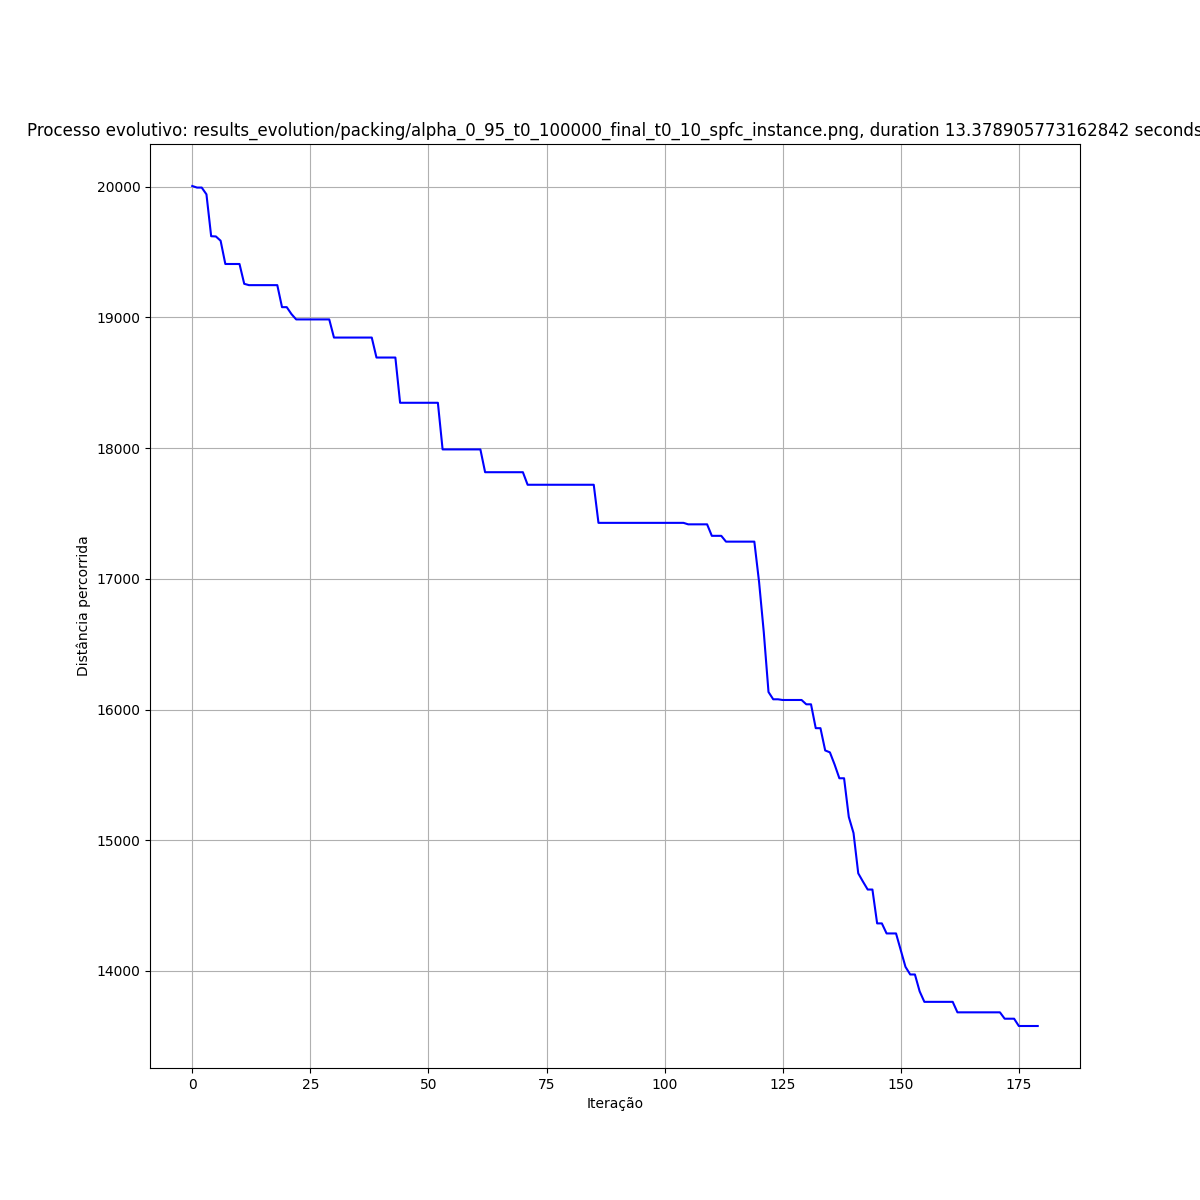 Processo evolutivo: results_evolution/packing/alpha_0_95_t0_100000_final_t0_10_spfc_instance.png, duration 13.378905773162842 seconds
20000
19000
18000
17000
16000
15000
14000
Distância percorrida
0 25 50 75 100 125 150 175
Iteração